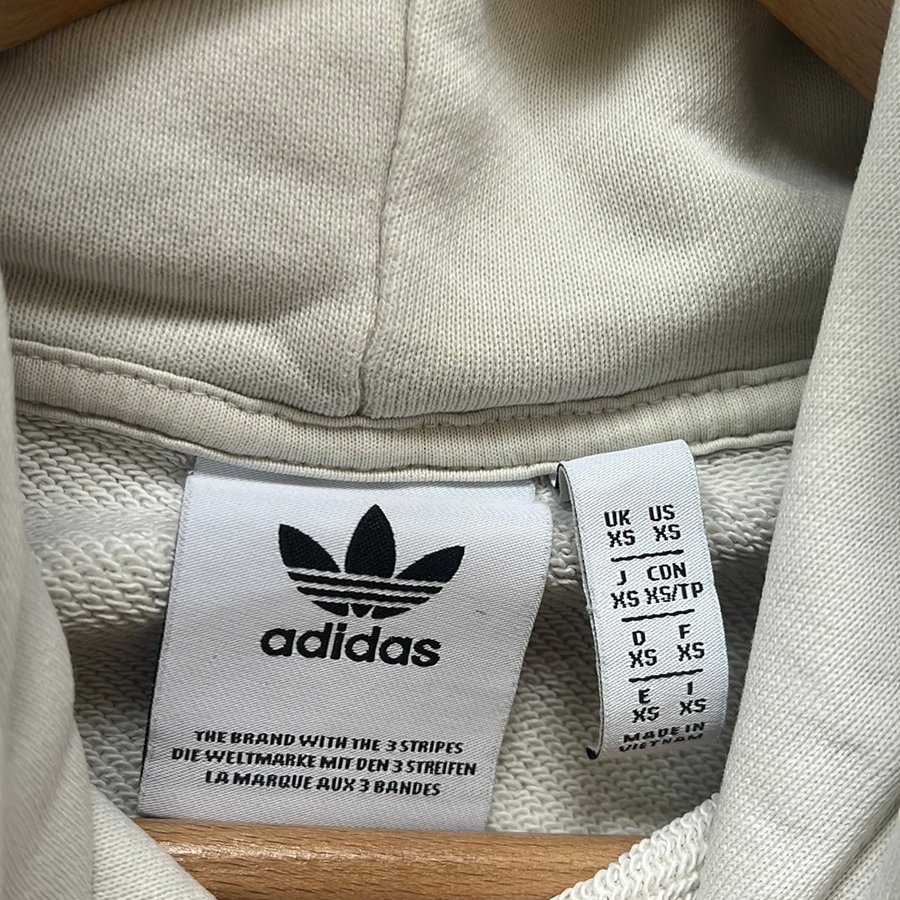 adidas
THE BRAND WITH THE 3 STRIPES
DIE WELTMARKE MIT DEN 3 STREIFEN
LA MARQUE AUX 3 BANDES
UK US
XS XS
J CDN
XS XS/TP
D F
XS XS
E I
XS XS
MADE IN
VIETNAM